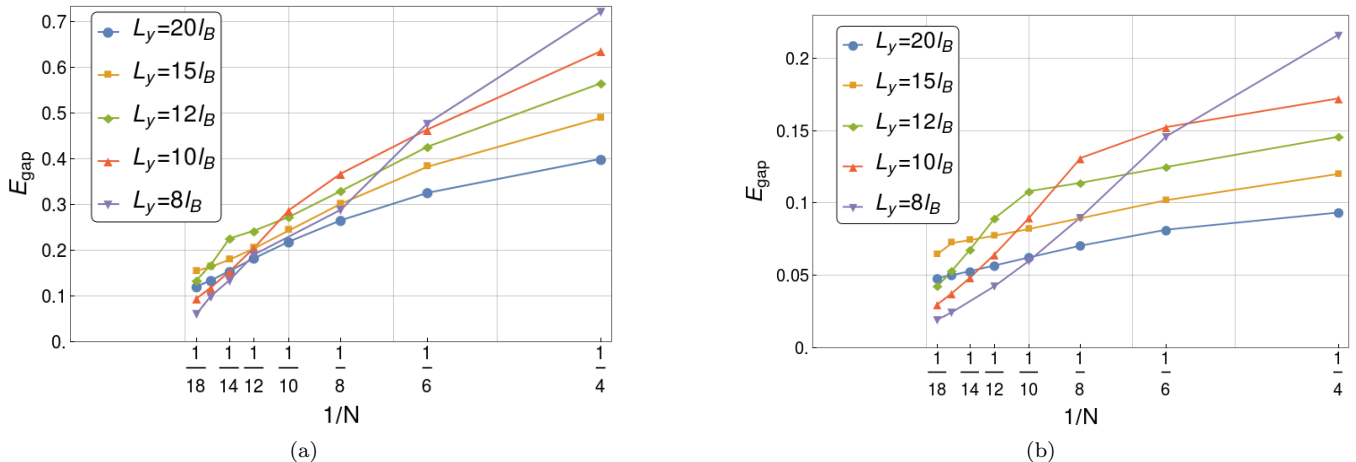 0.7
0.6
0.5
0.4
0.3
0.2
0.1
0.
E_gap
L_y=20l_B
L_y=15l_B
L_y=12l_B
L_y=10l_B
L_y=8l_B
1/18 1/14 1/12 1/10 1/8 1/6 1/4
1/N
(a)
0.2
0.15
0.1
0.05
0.
E_gap
L_y=20l_B
L_y=15l_B
L_y=12l_B
L_y=10l_B
L_y=8l_B
1/18 1/14 1/12 1/10 1/8 1/6 1/4
1/N
(b)